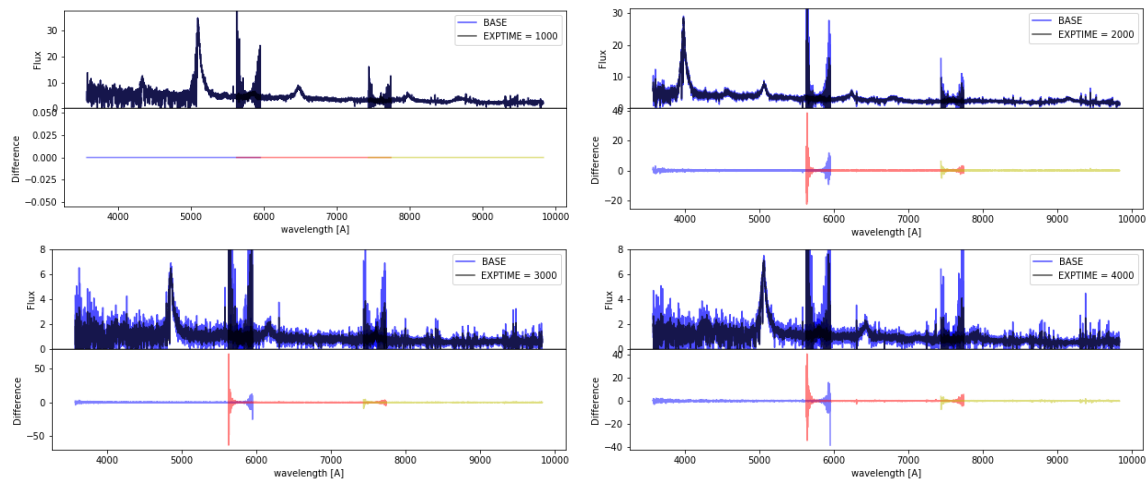 BASE
EXPTIME = 1000
Flux
30
20
10
0
Difference
0.050
0.025
0.000
−0.025
−0.050
4000 5000 6000 7000 8000 9000 10000
wavelength [A]
BASE
EXPTIME = 2000
Flux
30
20
10
0
Difference
40
20
0
−20
4000 5000 6000 7000 8000 9000 10000
wavelength [A]
BASE
EXPTIME = 3000
Flux
8
6
4
2
0
Difference
50
0
−50
4000 5000 6000 7000 8000 9000 10000
wavelength [A]
BASE
EXPTIME = 4000
Flux
8
6
4
2
0
Difference
40
20
0
−20
−40
4000 5000 6000 7000 8000 9000 10000
wavelength [A]